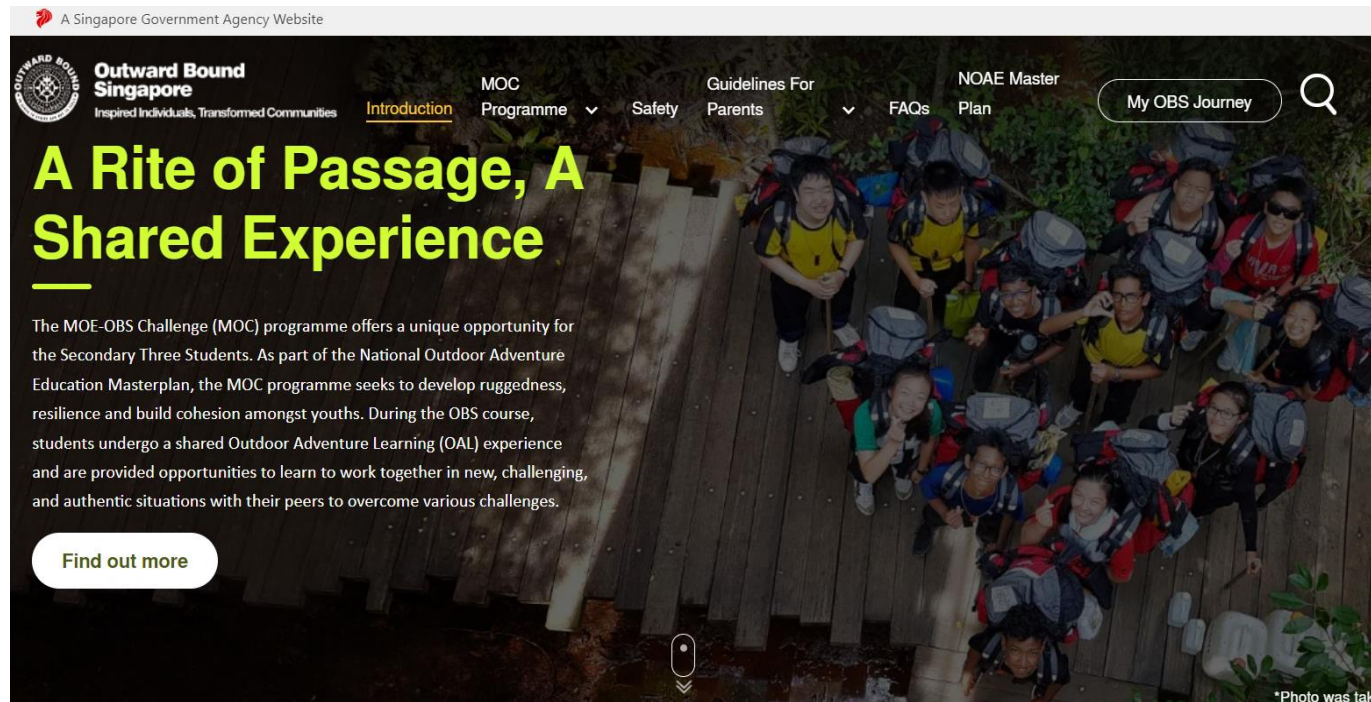 A Singapore Government Agency Website
OUTWARD BOUND
Outward Bound
Singapore
Inspired Individuals, Transformed Communities
Introduction
MOC
Programme
Safety
Guidelines For
Parents
FAQs
NOAE Master
Plan
My OBS Journey
A Rite of Passage, A
Shared Experience
The MOE-OBS Challenge (MOC) programme offers a unique opportunity for
the Secondary Three Students. As part of the National Outdoor Adventure
Education Masterplan, the MOC programme seeks to develop ruggedness,
resilience and build cohesion amongst youths. During the OBS course,
students undergo a shared Outdoor Adventure Learning (OAL) experience
and are provided opportunities to learn to work together in new, challenging,
and authentic situations with their peers to overcome various challenges.
Find out more
*Photo was tak